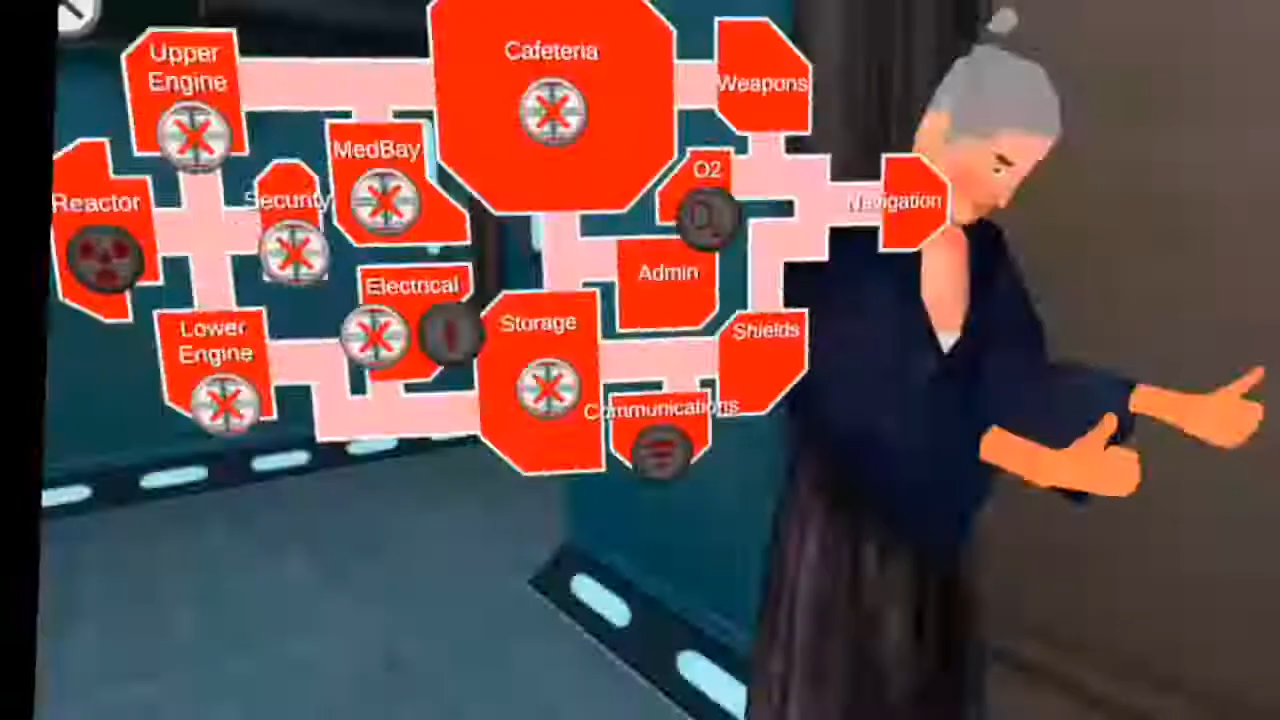 Upper
Engine
Cafeteria
Weapons
MedBay
O2
Reactor
Security
Navigation
Electrical
Admin
Lower
Engine
Storage
Shields
Communications